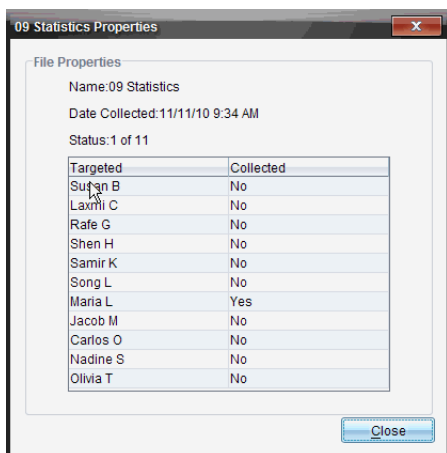 09 Statistics Properties
File Properties
Name:09 Statistics
Date Collected:11/11/10 9:34 AM
Status:1 of 11
Targeted Collected
Susan B No
Laxmi C No
Rafe G No
Shen H No
Samir K No
Song L No
Maria L Yes
Jacob M No
Carlos O No
Nadine S No
Olivia T No
Close